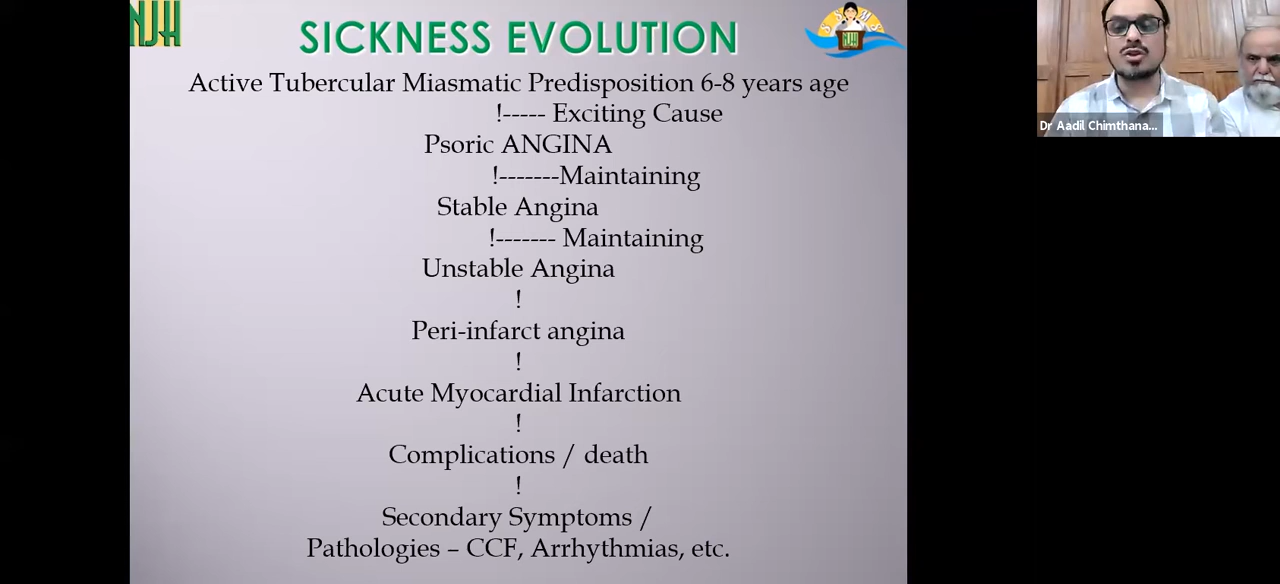 NJH
SICKNESS EVOLUTION
SSMS
NJH
Active Tubercular Miasmatic Predisposition 6-8 years age
!----- Exciting Cause
Psoric ANGINA
!-------Maintaining
Stable Angina
!------- Maintaining
Unstable Angina
!
Peri-infarct angina
!
Acute Myocardial Infarction
!
Complications / death
!
Secondary Symptoms /
Pathologies – CCF, Arrhythmias, etc.
Dr Aadil Chimthana...